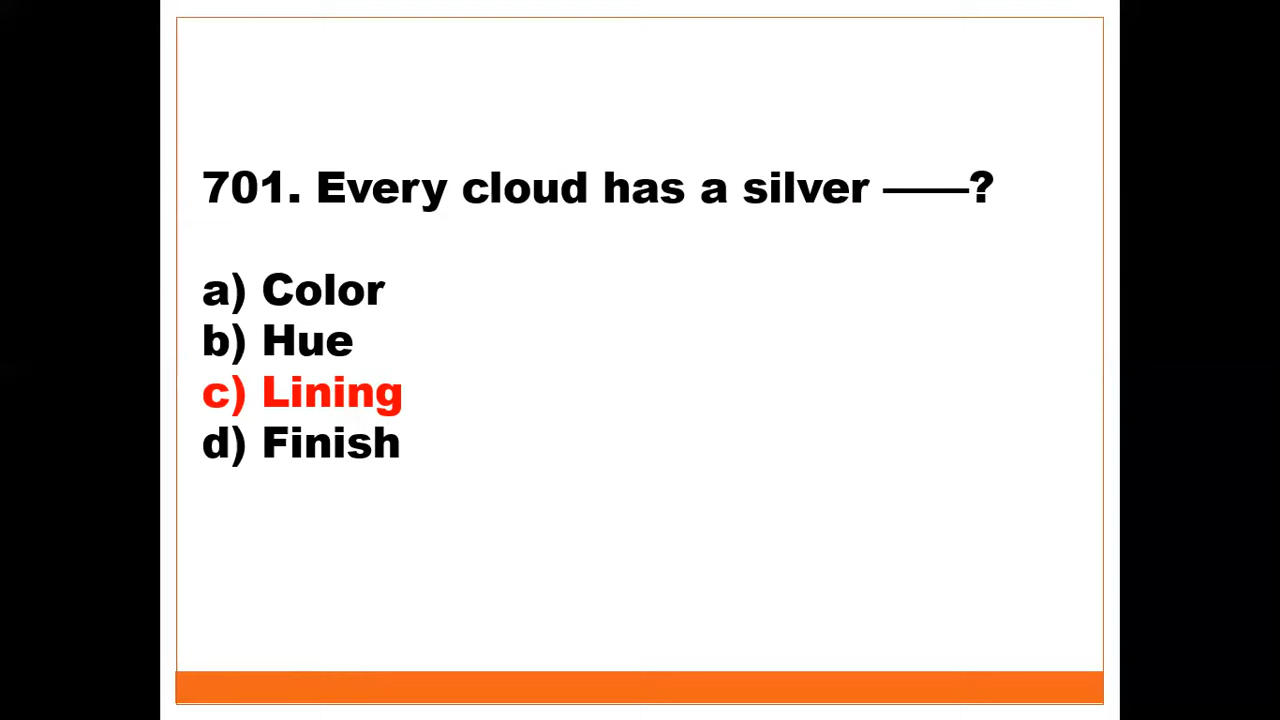 701. Every cloud has a silver ——?
a) Color
b) Hue
c) Lining
d) Finish